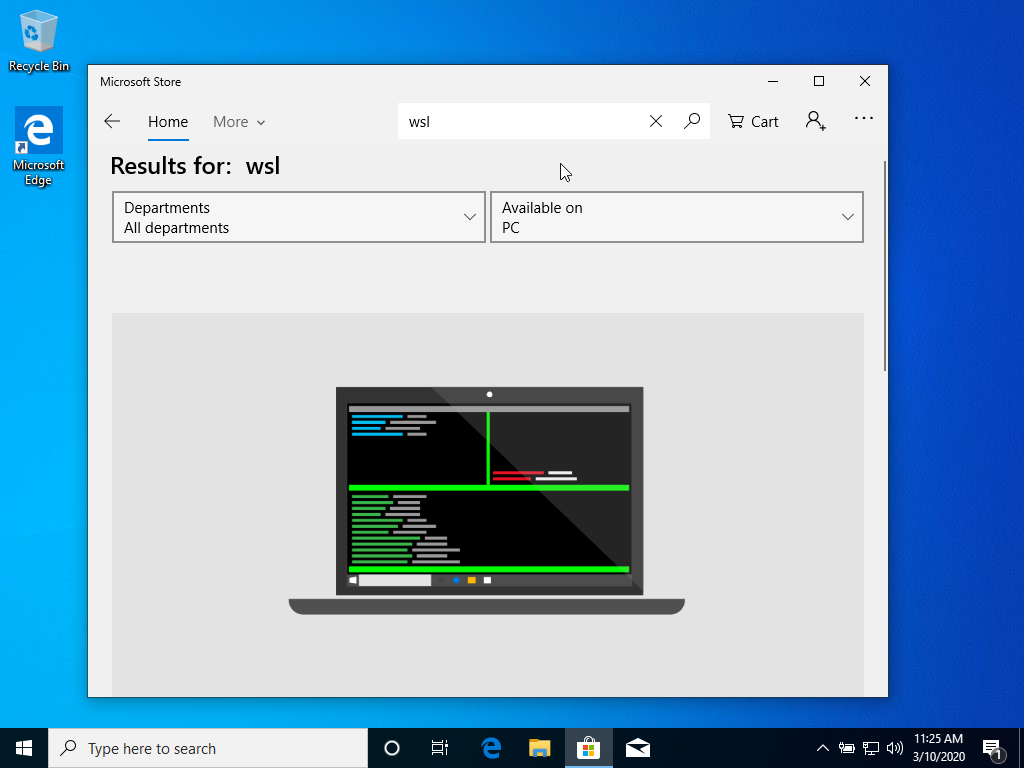 Recycle Bin
Microsoft
Edge
Microsoft Store
Home
More
wsl
Cart
Results for: wsl
Departments
All departments
Available on
PC
Type here to search
11:25 AM
3/10/2020
1